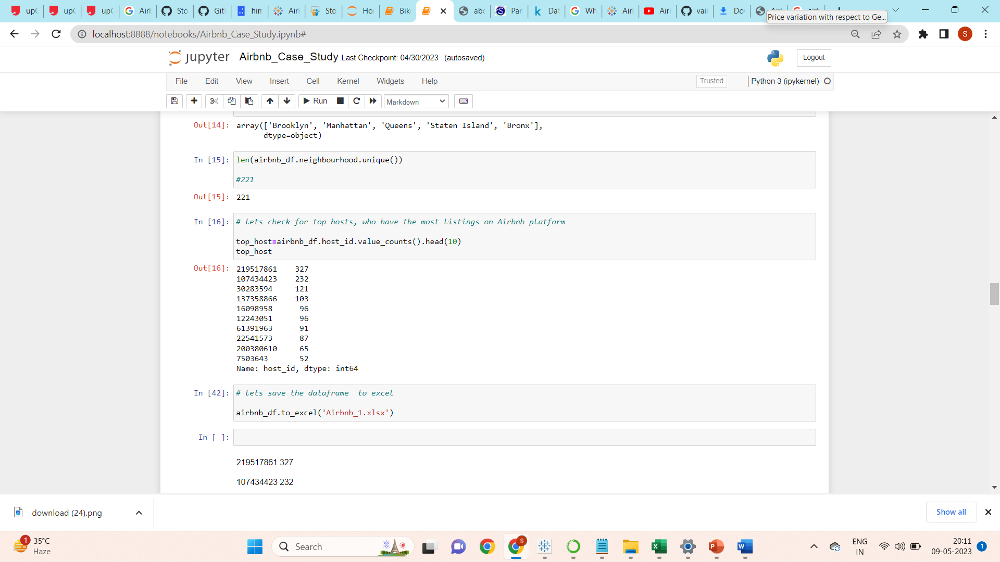 up
up
up
Airb
Sto
Git
him
Airl
Sto
Ho
Bik
abc
Par
Dat
Wh
Airl
Airl
vail
Do
Price variation with respect to Ge...
localhost:8888/notebooks/Airbnb_Case_Study.ipynb#
S
jupyter Airbnb_Case_Study Last Checkpoint: 04/30/2023 (autosaved)
Logout
File Edit View Insert Cell Kernel Widgets Help
Trusted
Python 3 (ipykernel)
Run
Markdown
Out[14]: array(['Brooklyn', 'Manhattan', 'Queens', 'Staten Island', 'Bronx'],
dtype=object)
In [15]: len(airbnb_df.neighbourhood.unique())
#221
Out[15]: 221
In [16]: # lets check for top hosts, who have the most listings on Airbnb platform
top_host=airbnb_df.host_id.value_counts().head(10)
top_host
Out[16]: 219517861 327
107434423 232
30283594 121
137358866 103
16098958 96
12243051 96
61391963 91
22541573 87
200380610 65
7503643 52
Name: host_id, dtype: int64
In [42]: # lets save the dataframe  to excel
airbnb_df.to_excel('Airbnb_1.xlsx')
In [ ]:
219517861 327
107434423 232
download (24).png
Show all
1
35°C
Haze
Search
S
ENG
IN
20:11
09-05-2023
1